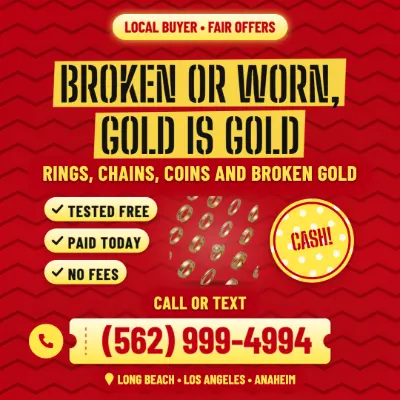 LOCAL BUYER • FAIR OFFERS
BROKEN OR WORN,
GOLD IS GOLD
RINGS, CHAINS, COINS AND BROKEN GOLD
✓ TESTED FREE
✓ PAID TODAY
✓ NO FEES
CASH!
CALL OR TEXT
(562) 999-4994
LONG BEACH • LOS ANGELES • ANAHEIM